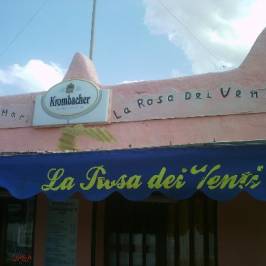 Krombacher
La Rosa Dei Ven
La Rosa dei Venti